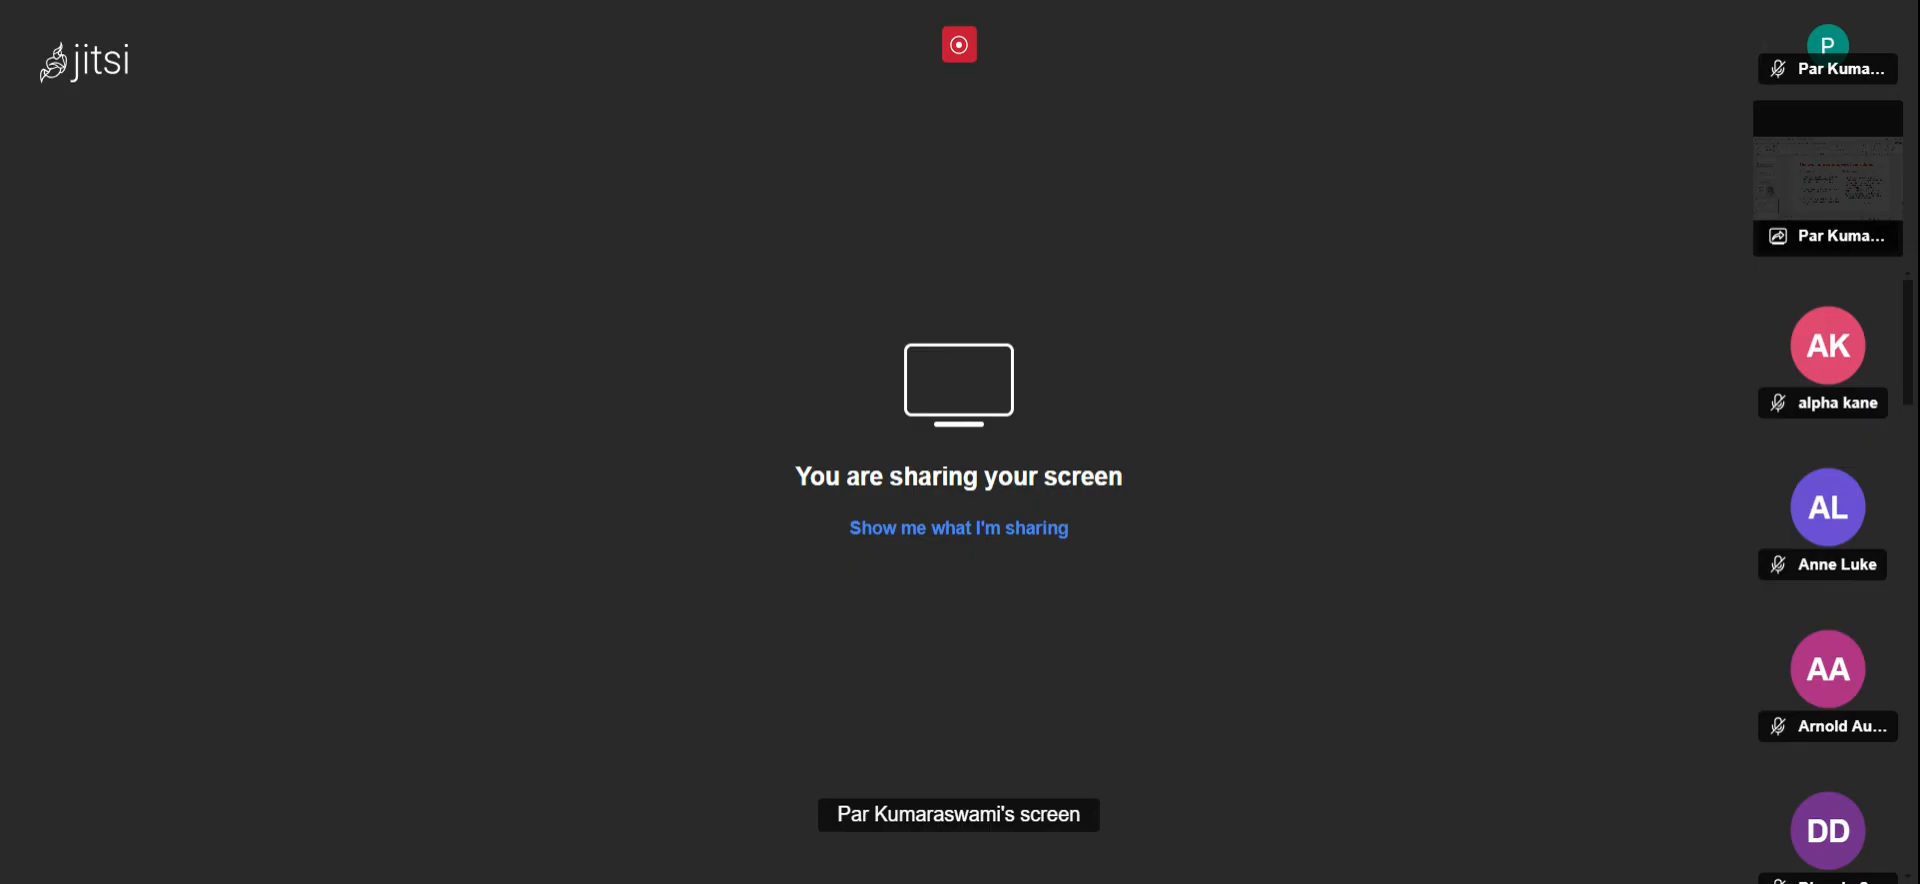 jitsi
P
Par Kuma...
Par Kuma...
AK
alpha kane
AL
Anne Luke
You are sharing your screen
Show me what I'm sharing
AA
Arnold Au...
Par Kumaraswami's screen
DD